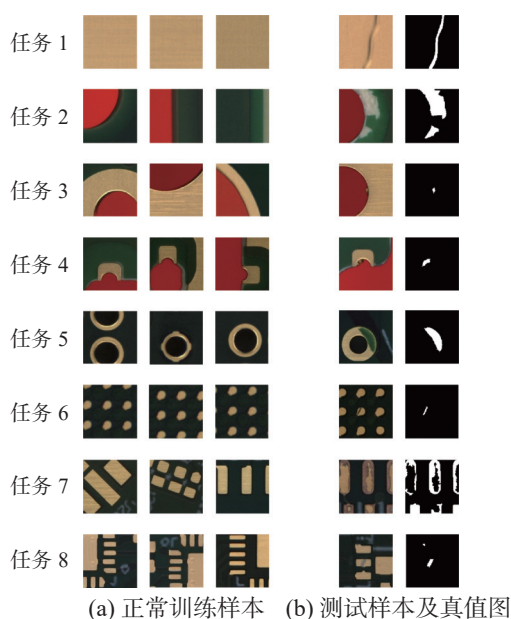 任务 1
任务 2
任务 3
任务 4
任务 5
任务 6
任务 7
任务 8
(a) 正常训练样本 (b) 测试样本及真值图